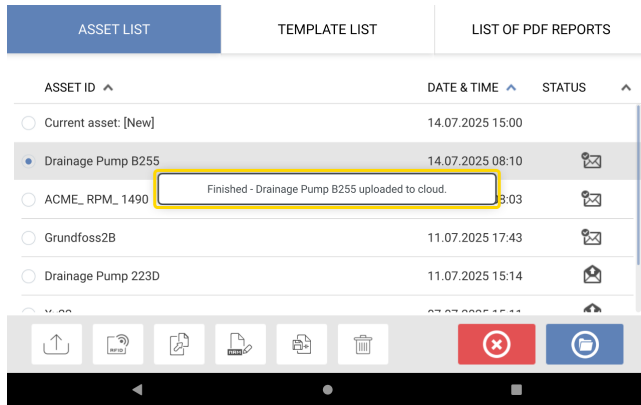 ASSET LIST
TEMPLATE LIST
LIST OF PDF REPORTS
ASSET ID
DATE & TIME
STATUS
Current asset: [New]
14.07.2025 15:00
Drainage Pump B255
14.07.2025 08:10
Finished - Drainage Pump B255 uploaded to cloud.
ACME_ RPM_ 1490
8:03
Grundfoss2B
11.07.2025 17:43
Drainage Pump 223D
11.07.2025 15:14
RFID